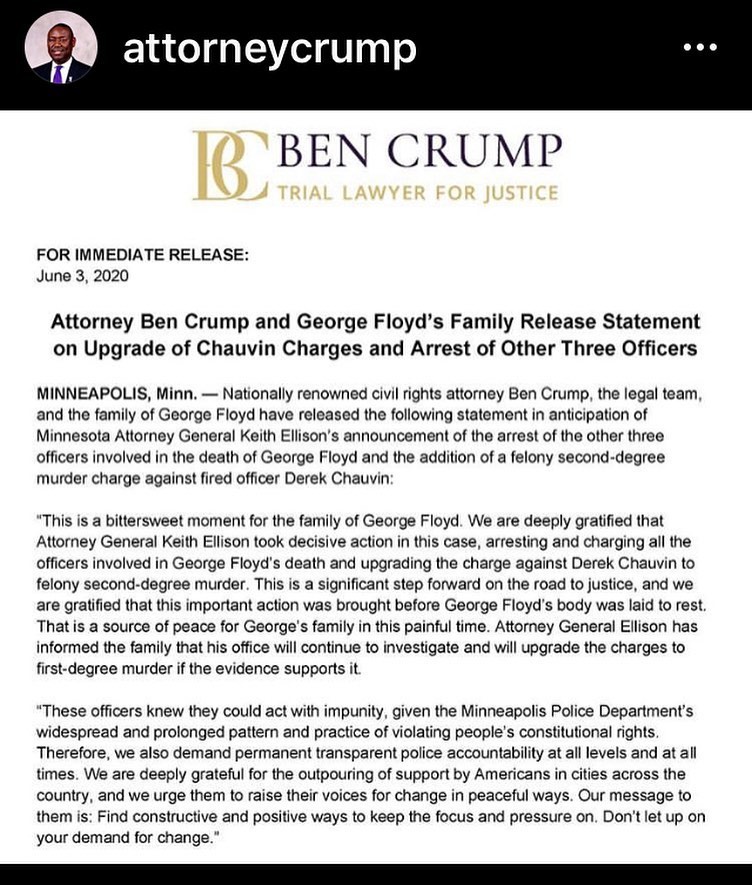 attorneycrump
BC BEN CRUMP
TRIAL LAWYER FOR JUSTICE
FOR IMMEDIATE RELEASE:
June 3, 2020
Attorney Ben Crump and George Floyd's Family Release Statement
on Upgrade of Chauvin Charges and Arrest of Other Three Officers
MINNEAPOLIS, Minn. — Nationally renowned civil rights attorney Ben Crump, the legal team,
and the family of George Floyd have released the following statement in anticipation of
Minnesota Attorney General Keith Ellison's announcement of the arrest of the other three
officers involved in the death of George Floyd and the addition of a felony second-degree
murder charge against fired officer Derek Chauvin:
"This is a bittersweet moment for the family of George Floyd. We are deeply gratified that
Attorney General Keith Ellison took decisive action in this case, arresting and charging all the
officers involved in George Floyd's death and upgrading the charge against Derek Chauvin to
felony second-degree murder. This is a significant step forward on the road to justice, and we
are gratified that this important action was brought before George Floyd's body was laid to rest.
That is a source of peace for George's family in this painful time. Attorney General Ellison has
informed the family that his office will continue to investigate and will upgrade the charges to
first-degree murder if the evidence supports it.
"These officers knew they could act with impunity, given the Minneapolis Police Department's
widespread and prolonged pattern and practice of violating people's constitutional rights.
Therefore, we also demand permanent transparent police accountability at all levels and at all
times. We are deeply grateful for the outpouring of support by Americans in cities across the
country, and we urge them to raise their voices for change in peaceful ways. Our message to
them is: Find constructive and positive ways to keep the focus and pressure on. Don't let up on
your demand for change."